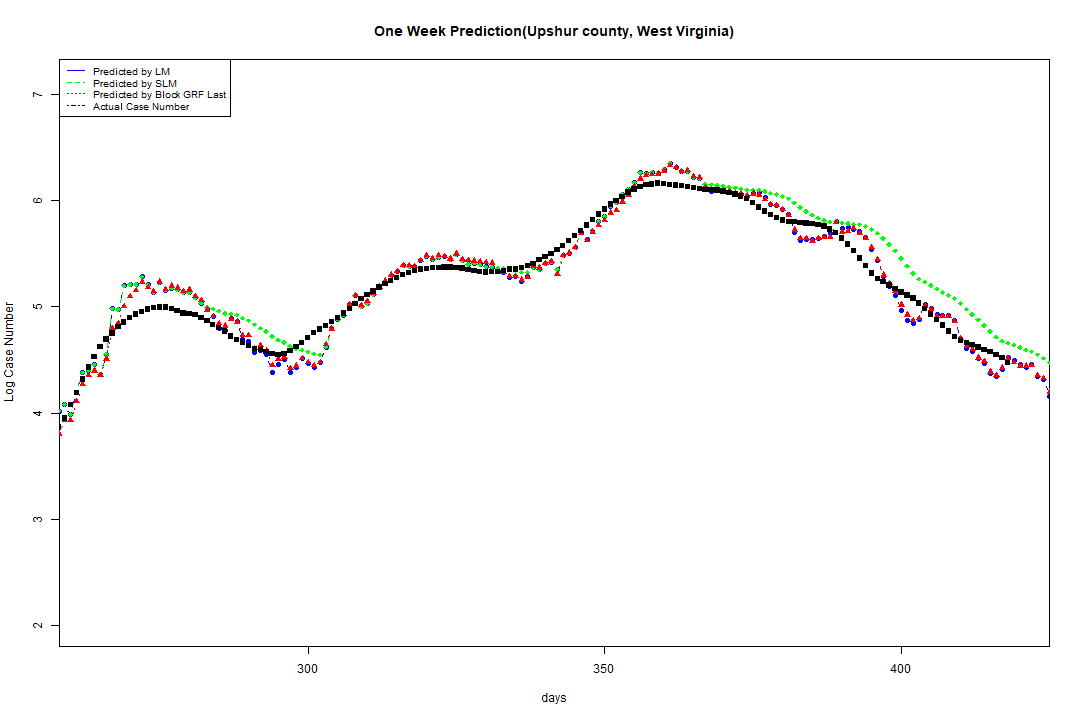 One Week Prediction(Upshur county, West Virginia)
Predicted by LM
Predicted by SLM
Predicted by Block GRF Last
Actual Case Number
7
6
5
4
3
2
Log Case Number
300
350
400
days